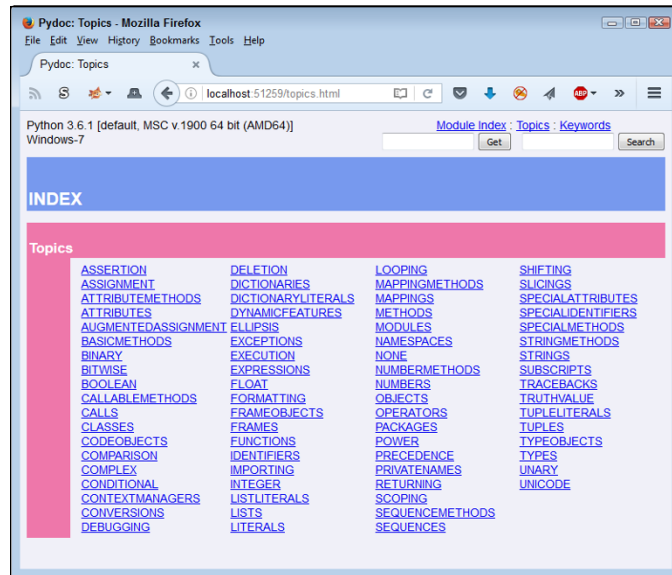 Pydoc: Topics - Mozilla Firefox
File Edit View History Bookmarks Tools Help
Pydoc: Topics ×
S localhost:51259/topics.html ABP »
Python 3.6.1 [default, MSC v.1900 64 bit (AMD64)]
Windows-7
Module Index : Topics : Keywords
Get Search
INDEX
Topics
ASSERTION
ASSIGNMENT
ATTRIBUTEMETHODS
ATTRIBUTES
AUGMENTEDASSIGNMENT
BASICMETHODS
BINARY
BITWISE
BOOLEAN
CALLABLEMETHODS
CALLS
CLASSES
CODEOBJECTS
COMPARISON
COMPLEX
CONDITIONAL
CONTEXTMANAGERS
CONVERSIONS
DEBUGGING
DELETION
DICTIONARIES
DICTIONARYLITERALS
DYNAMICFEATURES
ELLIPSIS
EXCEPTIONS
EXECUTION
EXPRESSIONS
FLOAT
FORMATTING
FRAMEOBJECTS
FRAMES
FUNCTIONS
IDENTIFIERS
IMPORTING
INTEGER
LISTLITERALS
LISTS
LITERALS
LOOPING
MAPPINGMETHODS
MAPPINGS
METHODS
MODULES
NAMESPACES
NONE
NUMBERMETHODS
NUMBERS
OBJECTS
OPERATORS
PACKAGES
POWER
PRECEDENCE
PRIVATENAMES
RETURNING
SCOPING
SEQUENCEMETHODS
SEQUENCES
SHIFTING
SLICINGS
SPECIALATTRIBUTES
SPECIALIDENTIFIERS
SPECIALMETHODS
STRINGMETHODS
STRINGS
SUBSCRIPTS
TRACEBACKS
TRUTHVALUE
TUPLELITERALS
TUPLES
TYPEOBJECTS
TYPES
UNARY
UNICODE